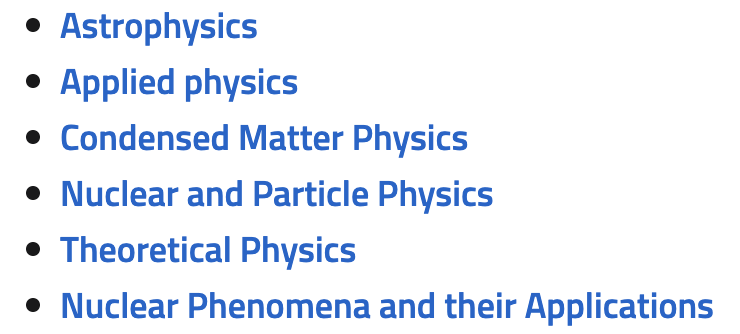 Astrophysics
Applied physics
Condensed Matter Physics
Nuclear and Particle Physics
Theoretical Physics
Nuclear Phenomena and their Applications